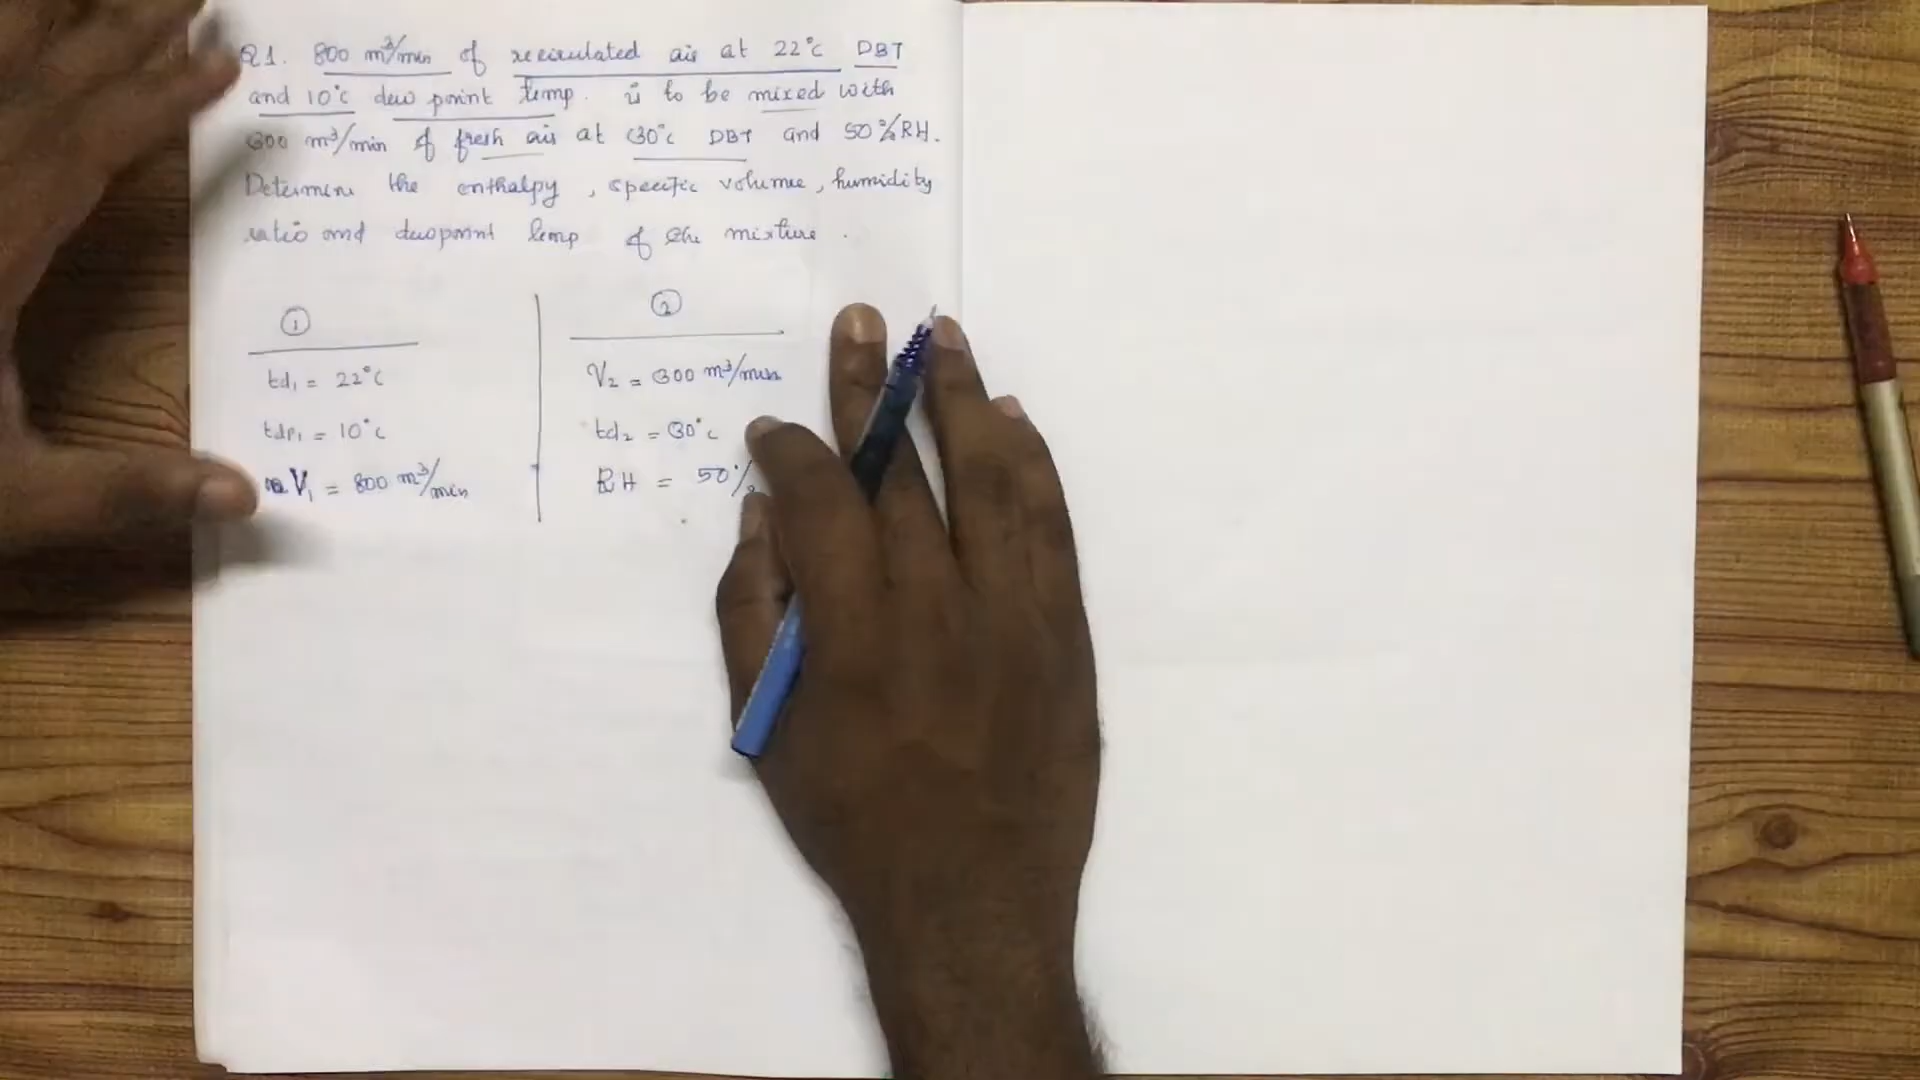 Q1. 800 m³/min of recirculated air at 22°C DBT
and 10°C dew point temp. is to be mixed with
300 m³/min of fresh air at 30°C DBT and 50% RH.
Determine the enthalpy, specific volume, humidity
ratio and dewpoint temp of the mixture.
①
td₁ = 22°C
tdp₁ = 10°C
V₁ = 800 m³/min
②
V₂ = 300 m³/min
td₂ = 30°C
RH = 50%